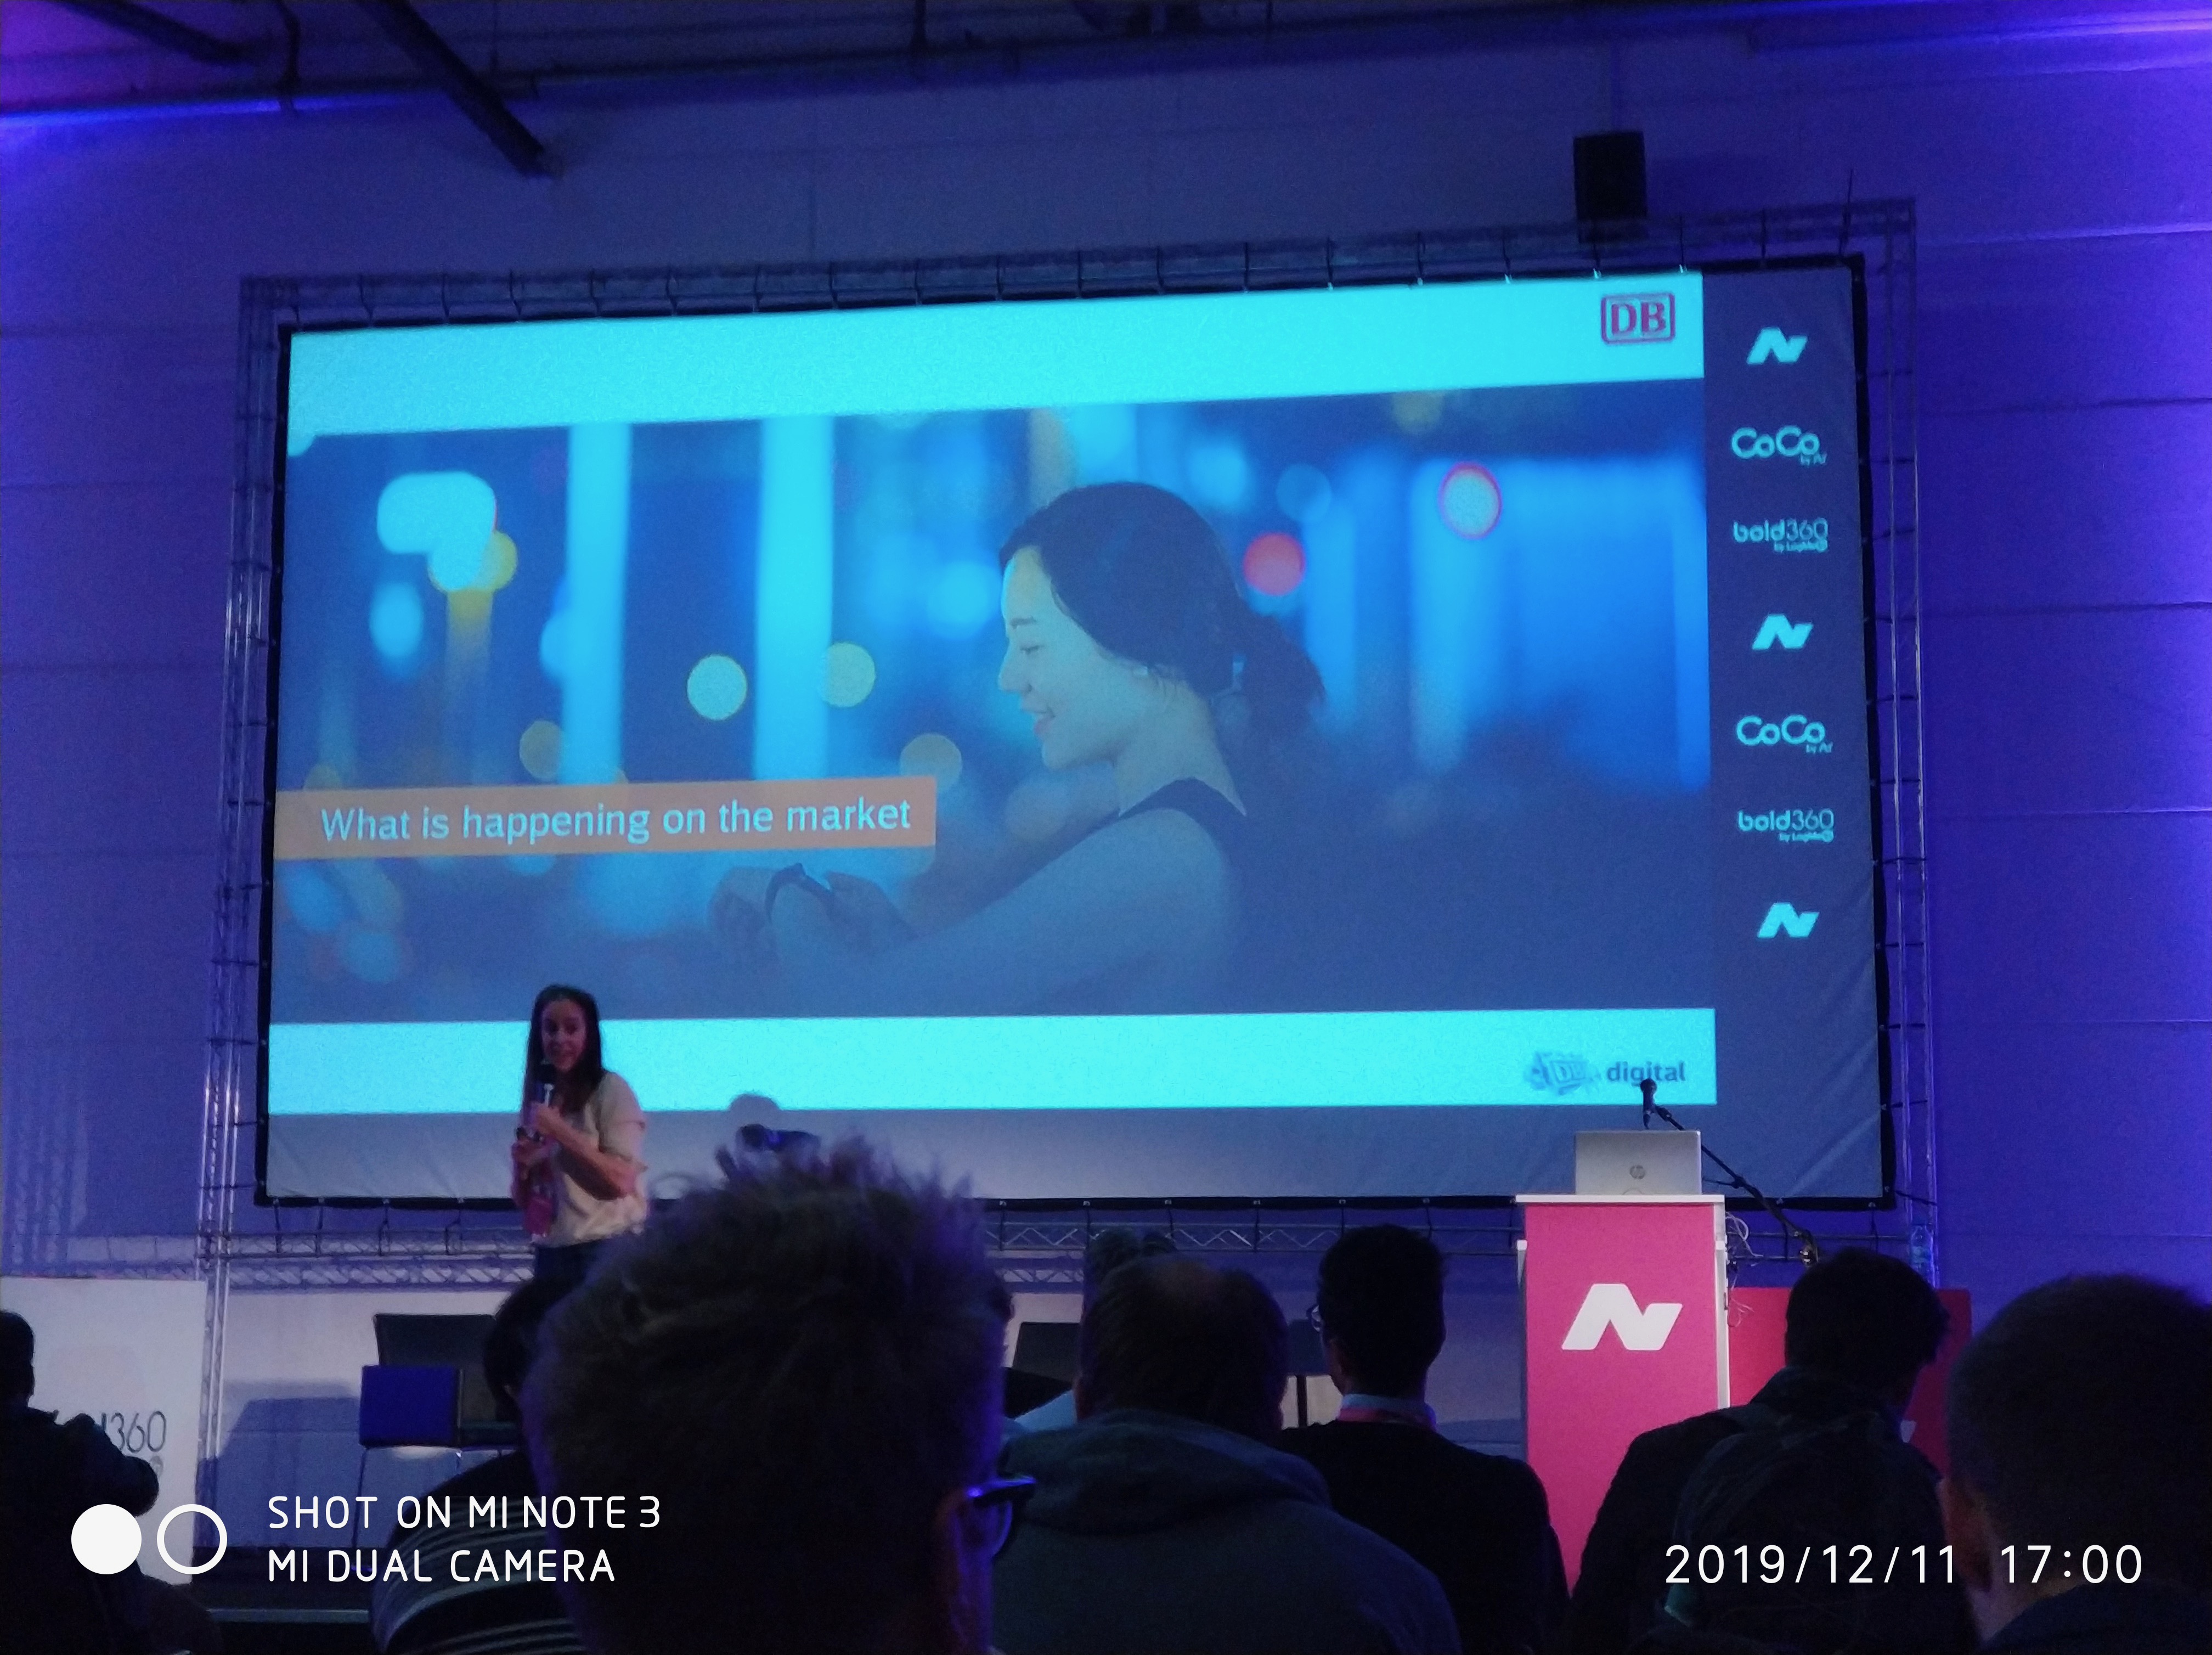 DB
CoCo
by AI
bold360
by LogMeIn
CoCo
by AI
bold360
by LogMeIn
What is happening on the market
DB digital
hp
360
SHOT ON MI NOTE 3
MI DUAL CAMERA
2019/12/11 17:00